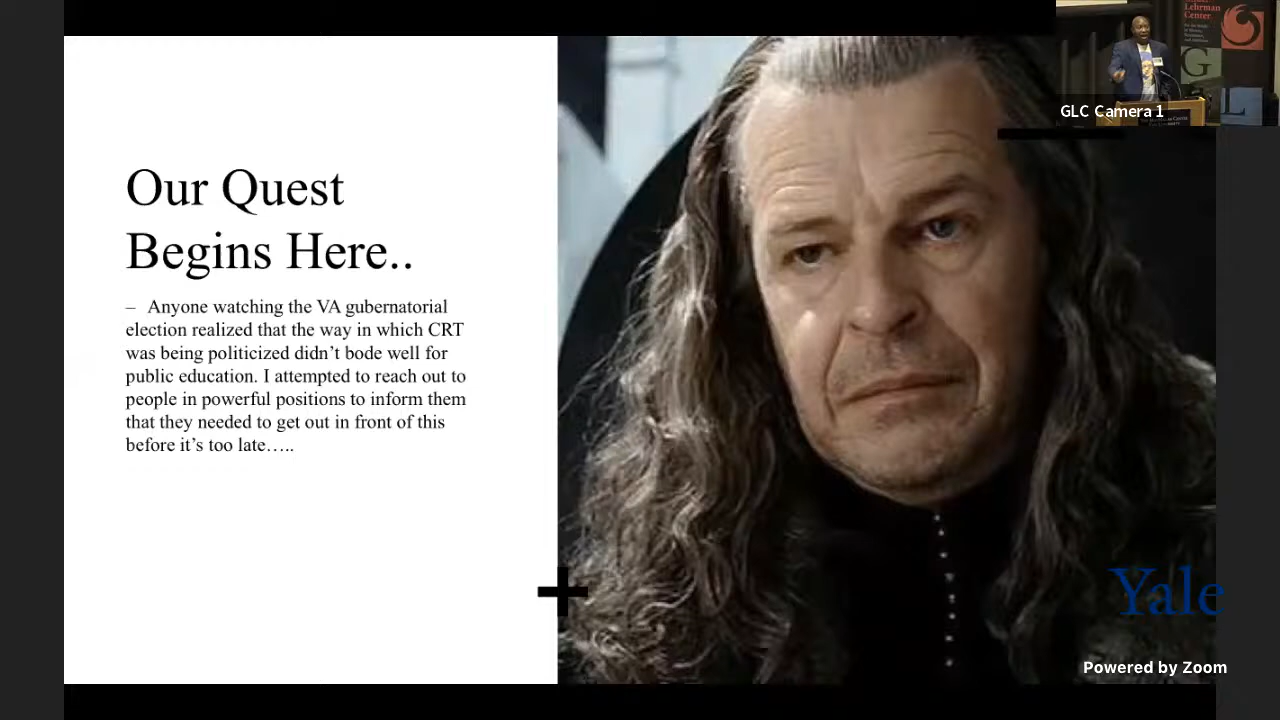 Our Quest
Begins Here..
– Anyone watching the VA gubernatorial
election realized that the way in which CRT
was being politicized didn't bode well for
public education. I attempted to reach out to
people in powerful positions to inform them
that they needed to get out in front of this
before it's too late…..
Lehrman
Center
G
L
GLC Camera 1
Yale
Powered by Zoom